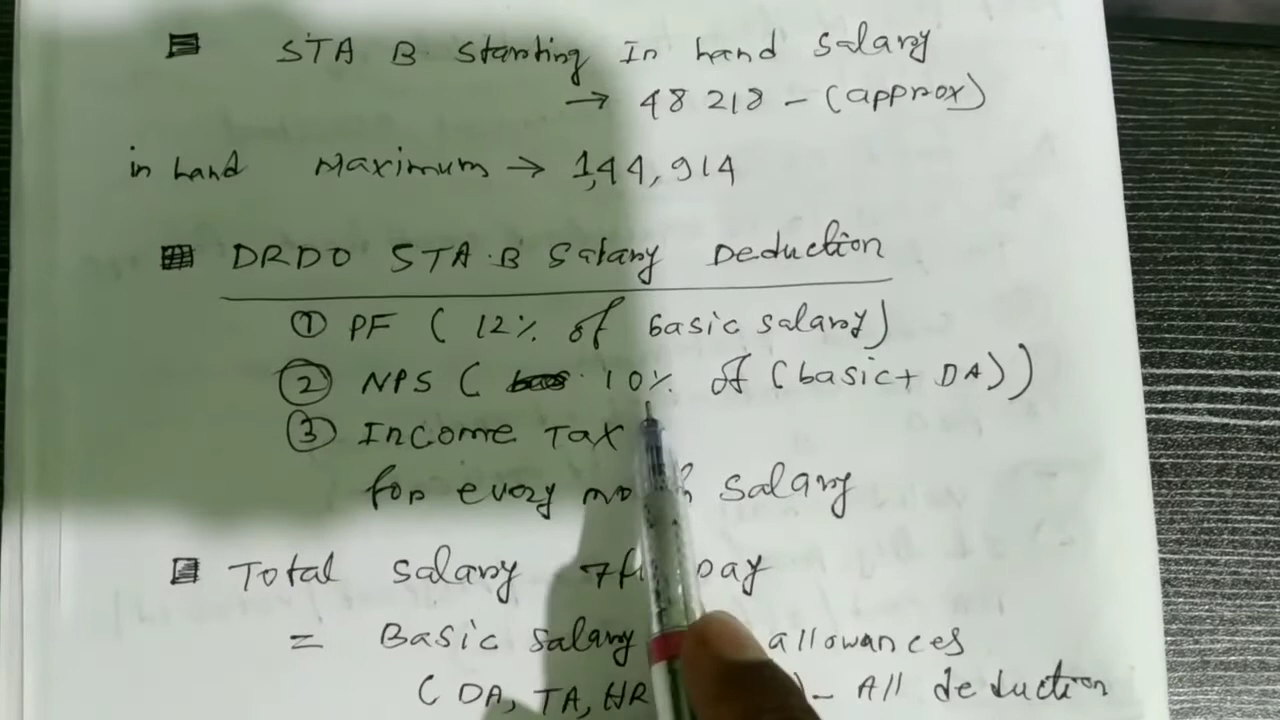 STA B starting In hand salary
→ 48218 - (approx)
in hand Maximum → 1,44,914
DRDO STA.B Salary Deduction
① PF ( 12% of basic salary)
② NPS ( 10% of (basic + DA))
③ Income Tax
for every salary
Total salary 7th pay
= Basic salary allowances
( DA, TA, HR ) - All deduction